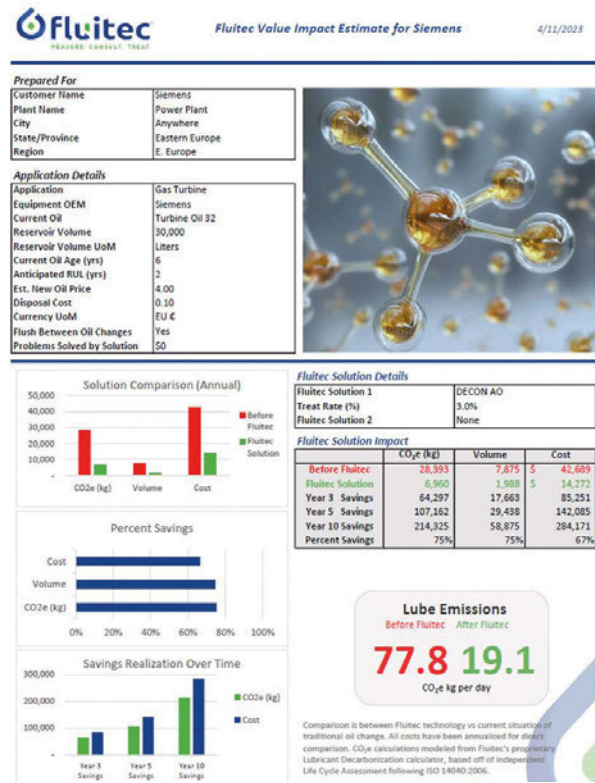 fluitec
MEASURE. CONSULT. TREAT.
Fluitec Value Impact Estimate for Siemens
4/11/2023
Prepared For
Customer Name Siemens
Plant Name Power Plant
City Anywhere
State/Province Eastern Europe
Region E. Europe
Application Details
Application Gas Turbine
Equipment OEM Siemens
Current Oil Turbine Oil 32
Reservoir Volume 30,000
Reservoir Volume UoM Liters
Current Oil Age (yrs) 6
Anticipated RUL (yrs) 2
Est. New Oil Price 4.00
Disposal Cost 0.10
Currency UoM EU €
Flush Between Oil Changes Yes
Problems Solved by Solution $0
Solution Comparison (Annual)
50,000
40,000
30,000
20,000
10,000
-
CO2e (kg) Volume Cost
Before Fluitec
Fluitec Solution
Fluitec Solution Details
Fluitec Solution 1 DECON AO
Treat Rate (%) 3.0%
Fluitec Solution 2 None
Fluitec Solution Impact
CO₂e (kg) Volume Cost
Before Fluitec 28,393 7,875 $ 42,689
Fluitec Solution 6,960 1,988 $ 14,272
Year 3 Savings 64,297 17,663 85,251
Year 5 Savings 107,162 29,438 142,085
Year 10 Savings 214,325 58,875 284,171
Percent Savings 75% 75% 67%
Percent Savings
Cost
Volume
CO2e (kg)
0% 20% 40% 60% 80% 100%
Lube Emissions
Before Fluitec After Fluitec
77.8 19.1
CO₂e kg per day
Savings Realization Over Time
300,000
200,000
100,000
-
Year 3 Savings Year 5 Savings Year 10 Savings
CO2e (kg)
Cost
Comparison is between Fluitec technology vs current situation of
traditional oil change. All costs have been annualized for direct
comparison. CO₂e calculations modeled from Fluitec's proprietary
Lubricant Decarbonization calculator, based off of independent
Life Cycle Assessment following ISO 14040:2006.